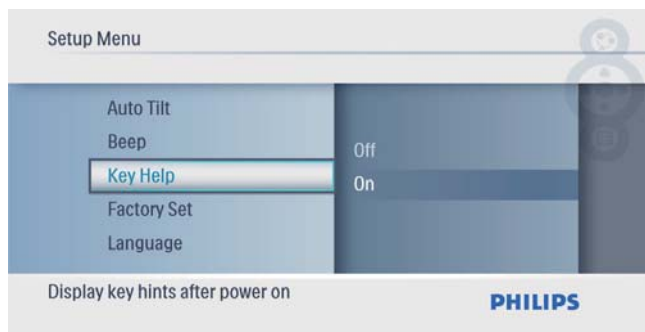 Setup Menu
Auto Tilt
Beep
Key Help
Factory Set
Language
Off
On
Display key hints after power on
PHILIPS